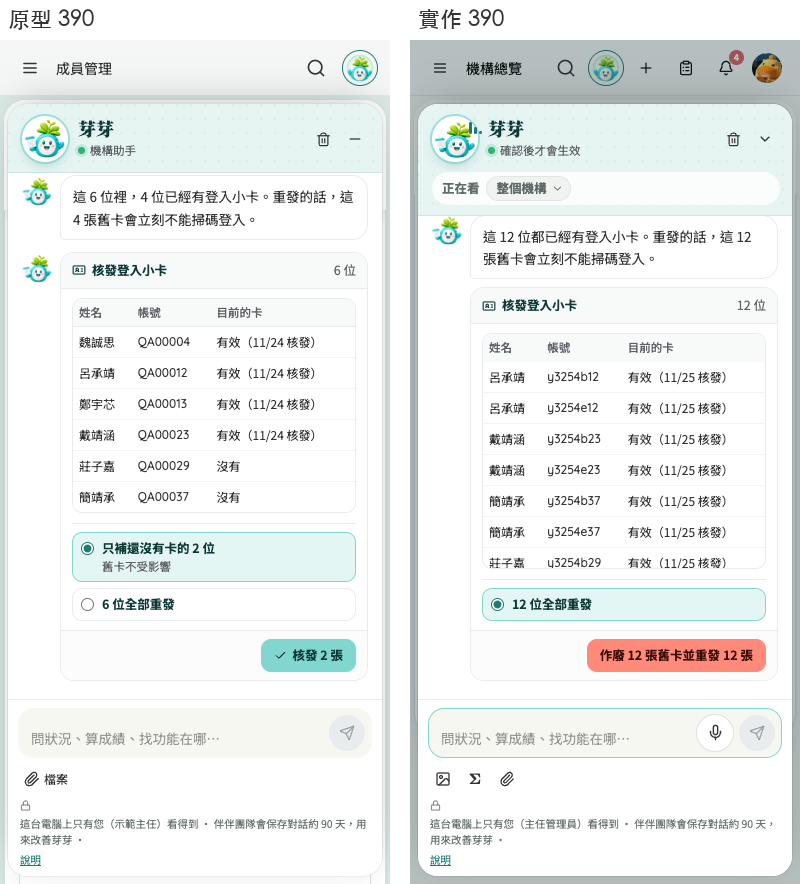 原型 390
成員管理
芽芽
機構助手
這 6 位裡，4 位已經有登入小卡。重發的話，這
4 張舊卡會立刻不能掃碼登入。
核發登入小卡 6 位
姓名 帳號 目前的卡
魏誠思 QA00004 有效（11/24 核發）
呂承靖 QA00012 有效（11/24 核發）
鄭宇芯 QA00013 有效（11/24 核發）
戴靖涵 QA00023 有效（11/24 核發）
莊子嘉 QA00029 沒有
簡靖承 QA00037 沒有
只補還沒有卡的 2 位
舊卡不受影響
6 位全部重發
核發 2 張
問狀況、算成績、找功能在哪…
檔案
這台電腦上只有您（示範主任）看得到 · 伴伴團隊會保存對話約 90 天，用
來改善芽芽 ·
說明
實作 390
機構總覽
4
芽芽
確認後才會生效
正在看 整個機構
這 12 位都已經有登入小卡。重發的話，這 12
張舊卡會立刻不能掃碼登入。
核發登入小卡 12 位
姓名 帳號 目前的卡
呂承靖 y3254b12 有效（11/25 核發）
呂承靖 y3254e12 有效（11/25 核發）
戴靖涵 y3254b23 有效（11/25 核發）
戴靖涵 y3254e23 有效（11/25 核發）
簡靖承 y3254b37 有效（11/25 核發）
簡靖承 y3254e37 有效（11/25 核發）
莊子嘉 y3254b29 有效（11/25 核發）
12 位全部重發
作廢 12 張舊卡並重發 12 張
問狀況、算成績、找功能在哪…
這台電腦上只有您（主任管理員）看得到 · 伴伴團隊會保存對話約 90 天，
用來改善芽芽 ·
說明